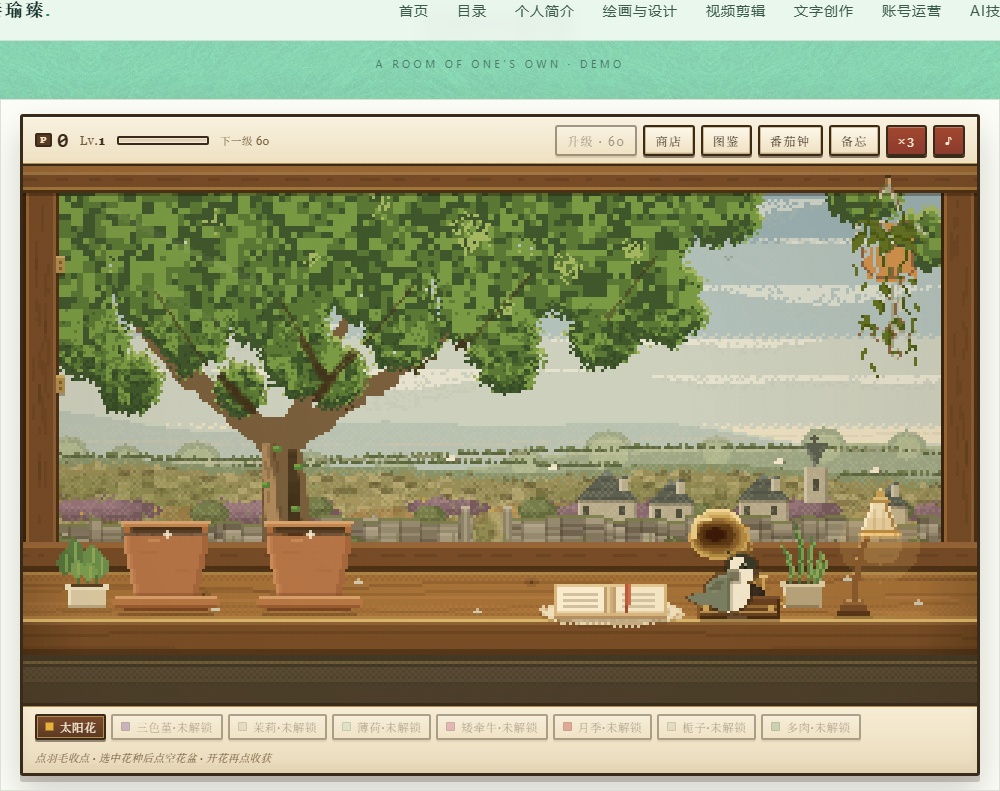 瑜臻.
首页 目录 个人简介 绘画与设计 视频剪辑 文字创作 账号运营 AI技
A ROOM OF ONE'S OWN · DEMO
P 0 Lv.1 下一级 60 升级 · 60 商店 图鉴 番茄钟 备忘 ×3 ♪
太阳花 三色堇·未解锁 茉莉·未解锁 薄荷·未解锁 矮牵牛·未解锁 月季·未解锁 栀子·未解锁 多肉·未解锁
点羽毛收点 · 选中花种后点空花盆 · 开花再点收获